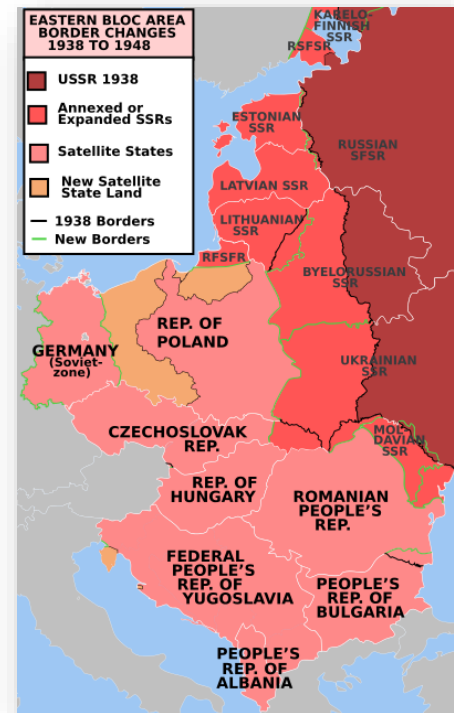 EASTERN BLOC AREA
BORDER CHANGES
1938 TO 1948
USSR 1938
Annexed or
Expanded SSRs
Satellite States
New Satellite
State Land
1938 Borders
New Borders
KARELO-
FINNISH
SSR
RSFSR
ESTONIAN
SSR
RUSSIAN
SFSR
LATVIAN SSR
LITHUANIAN
SSR
RFSFR
BYELORUSSIAN
SSR
REP. OF
POLAND
GERMANY
(Soviet-
zone)
UKRAINIAN
SSR
CZECHOSLOVAK
REP.
MOL-
DAVIAN
SSR
REP. OF
HUNGARY
ROMANIAN
PEOPLE'S
REP.
FEDERAL
PEOPLE'S
REP. OF
YUGOSLAVIA
PEOPLE'S
REP. OF
BULGARIA
PEOPLE'S
REP. OF
ALBANIA